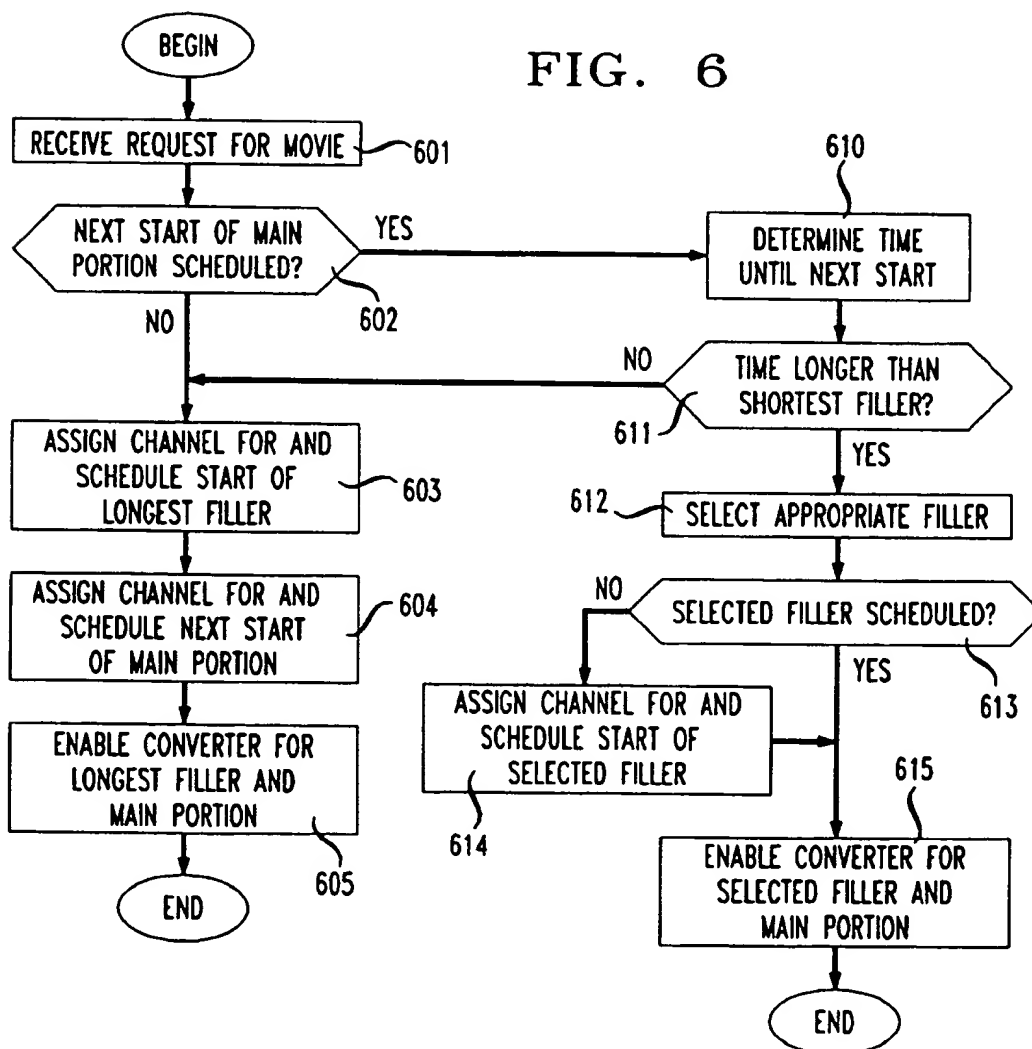 BEGIN
FIG. 6
RECEIVE REQUEST FOR MOVIE
601
NEXT START OF MAIN
PORTION SCHEDULED?
602
YES
NO
610
DETERMINE TIME
UNTIL NEXT START
TIME LONGER THAN
SHORTEST FILLER?
611
NO
YES
ASSIGN CHANNEL FOR AND
SCHEDULE START OF
LONGEST FILLER
603
612
SELECT APPROPRIATE FILLER
ASSIGN CHANNEL FOR AND
SCHEDULE NEXT START
OF MAIN PORTION
604
SELECTED FILLER SCHEDULED?
613
NO
YES
ASSIGN CHANNEL FOR AND
SCHEDULE START OF
SELECTED FILLER
614
ENABLE CONVERTER FOR
LONGEST FILLER AND
MAIN PORTION
605
END
615
ENABLE CONVERTER FOR
SELECTED FILLER AND
MAIN PORTION
END